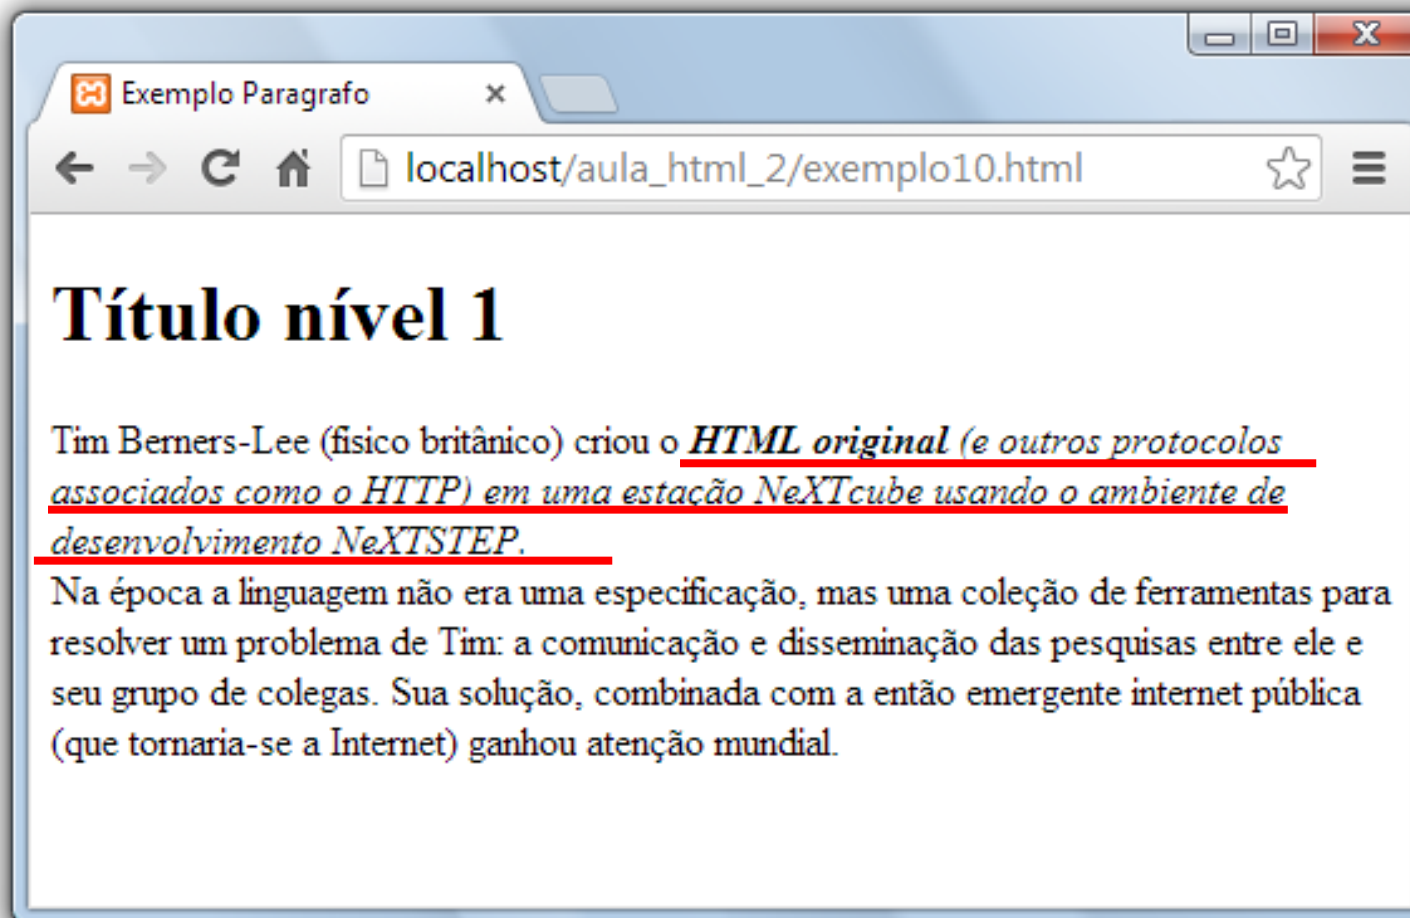 Exemplo Paragrafo
localhost/aula_html_2/exemplo10.html
Título nível 1
Tim Berners-Lee (fisico britânico) criou o HTML original (e outros protocolos
associados como o HTTP) em uma estação NeXTcube usando o ambiente de
desenvolvimento NeXTSTEP.
Na época a linguagem não era uma especificação, mas uma coleção de ferramentas para
resolver um problema de Tim: a comunicação e disseminação das pesquisas entre ele e
seu grupo de colegas. Sua solução, combinada com a então emergente internet pública
(que tornaria-se a Internet) ganhou atenção mundial.